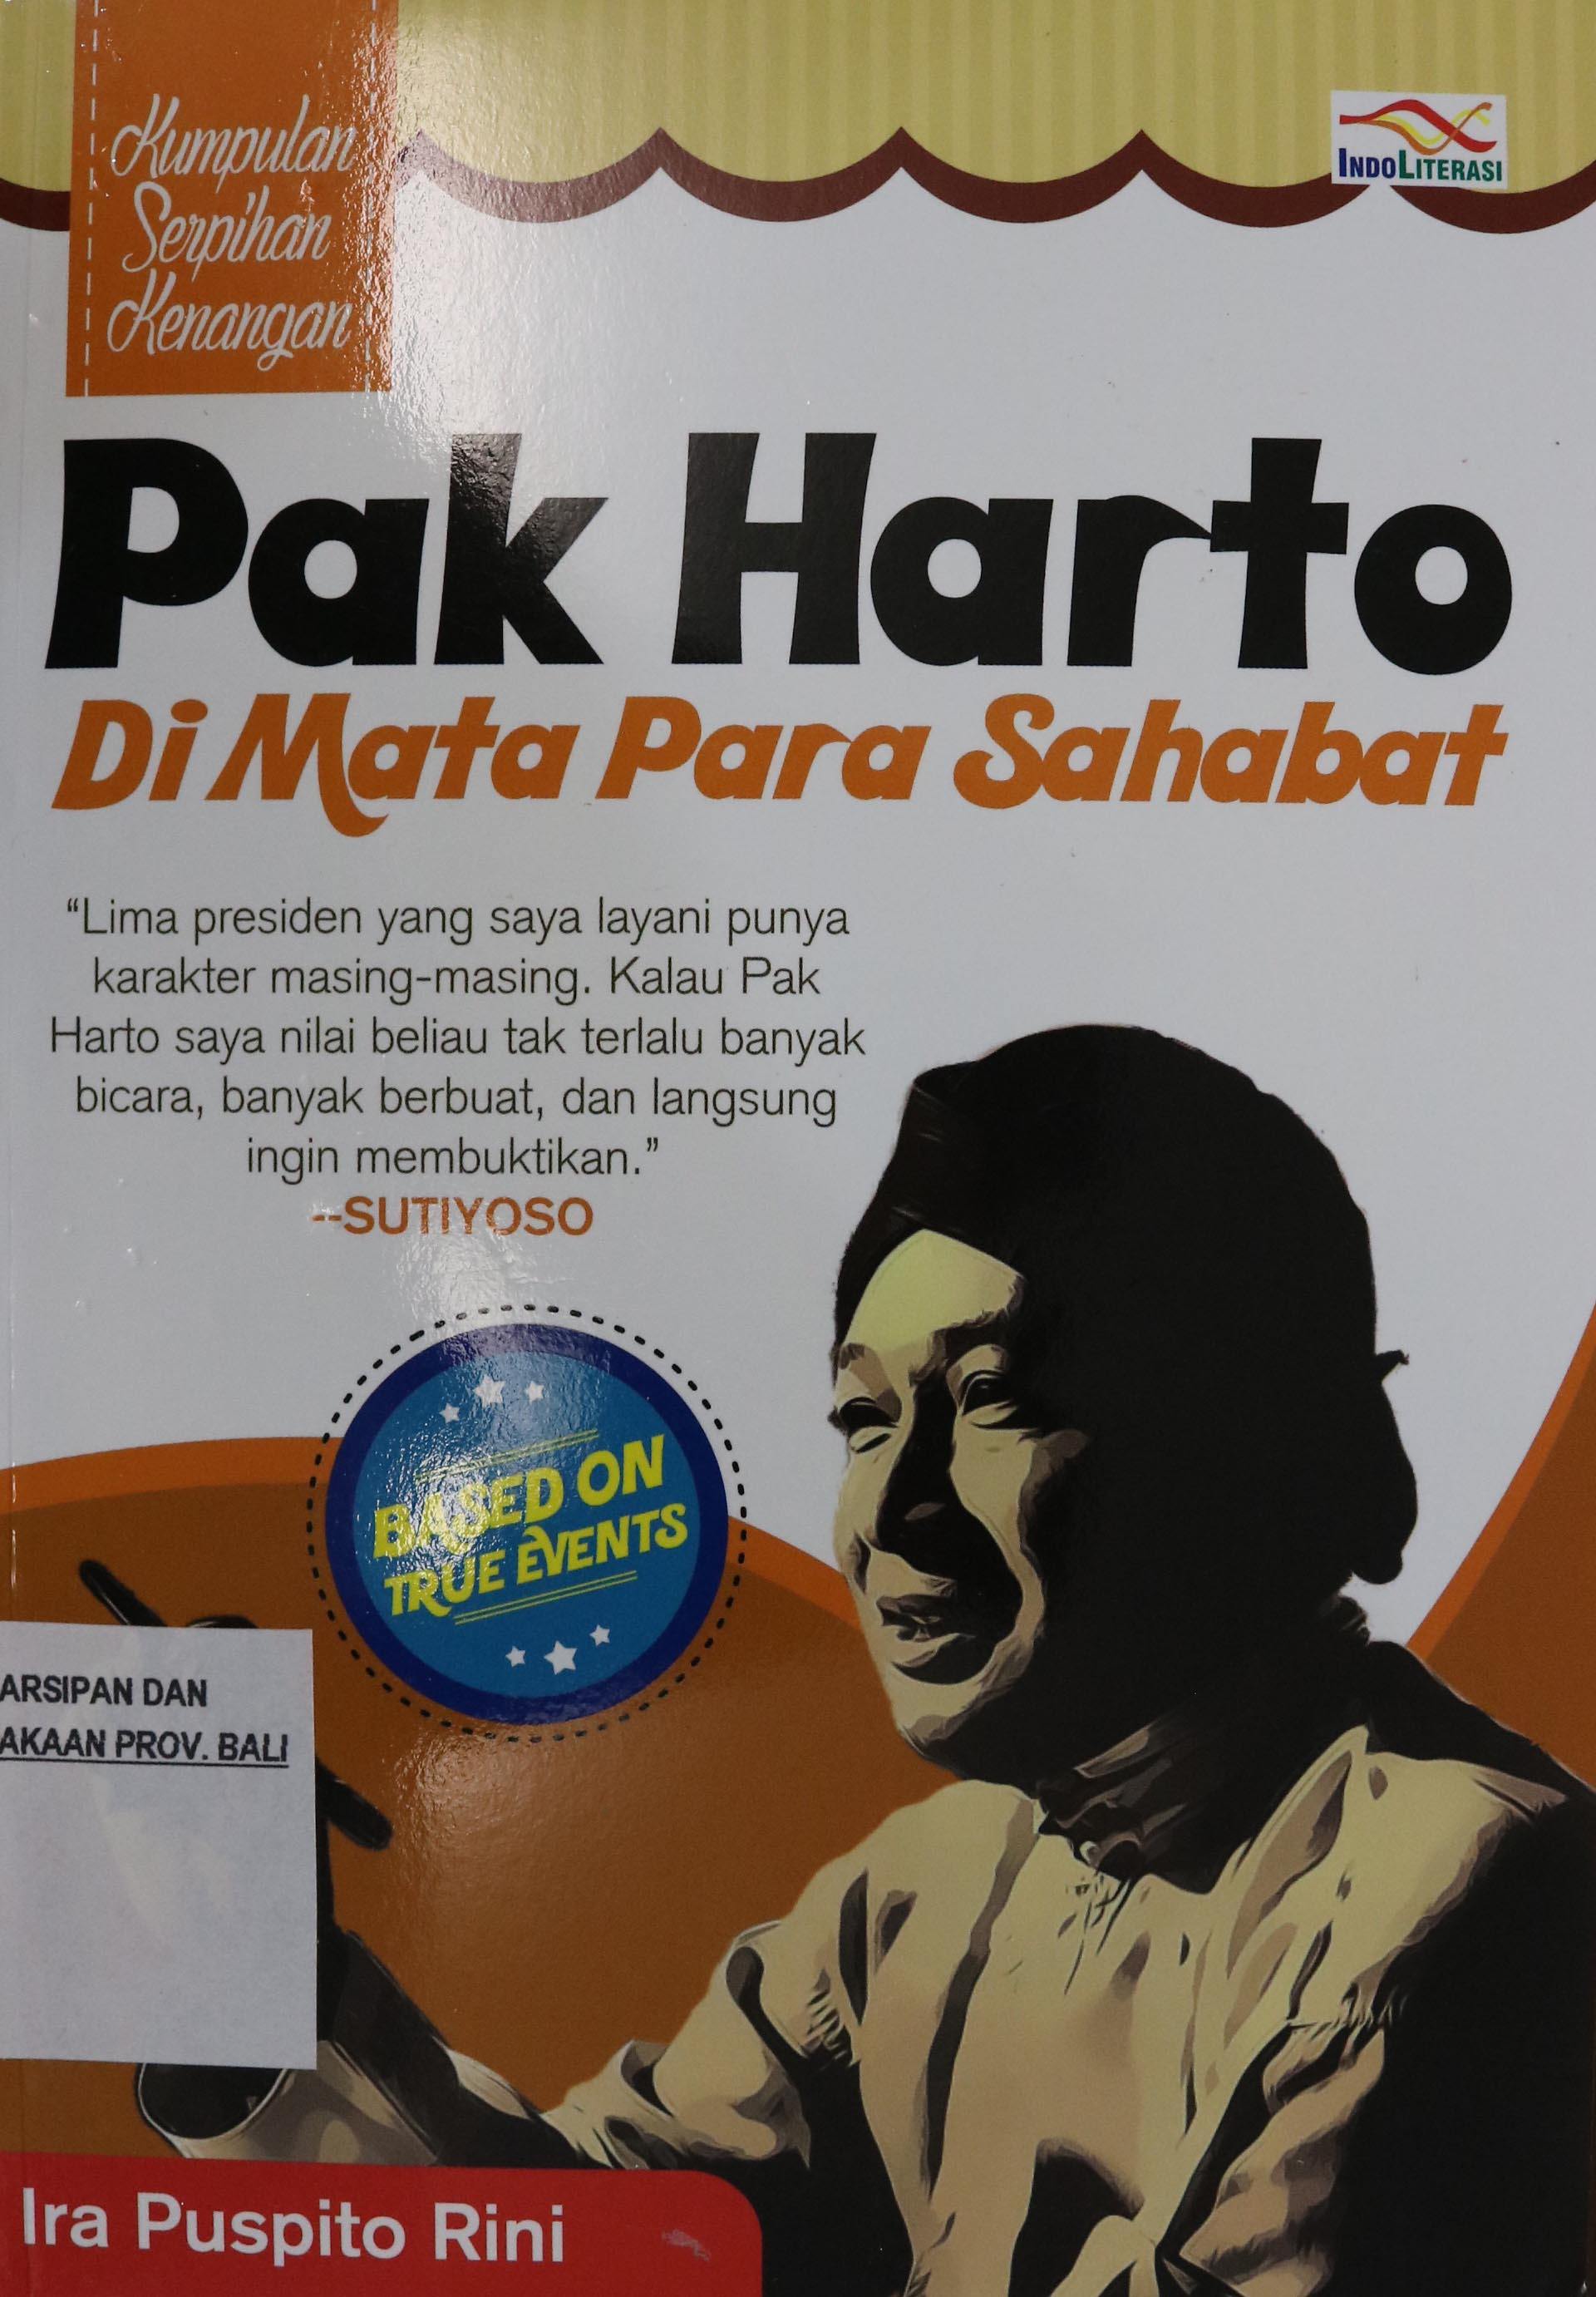 Kumpulan
Serpihan
Kenangan
INDOLITERASI
Pak Harto
Di Mata Para Sahabat
“Lima presiden yang saya layani punya
karakter masing-masing. Kalau Pak
Harto saya nilai beliau tak terlalu banyak
bicara, banyak berbuat, dan langsung
ingin membuktikan.”
--SUTIYOSO
BASED ON
TRUE EVENTS
ARSIPAN DAN
AKAAN PROV. BALI
Ira Puspito Rini